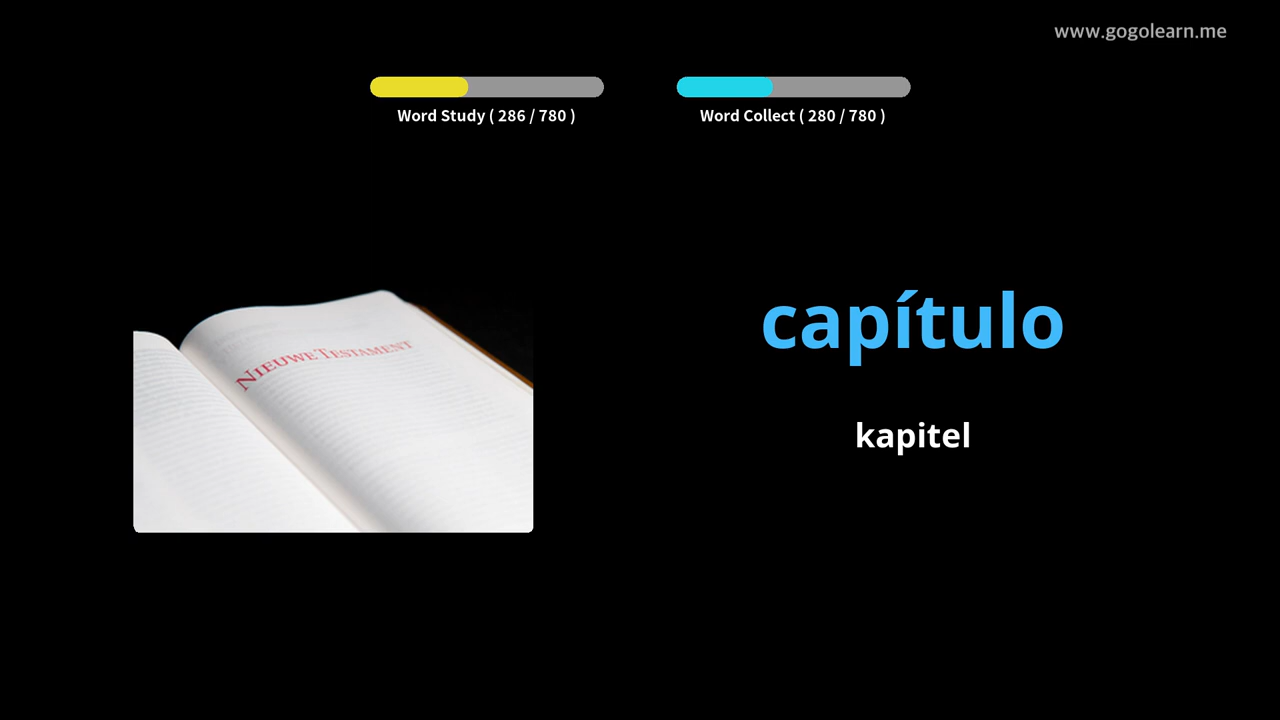 www.gogolearn.me
Word Study ( 286 / 780 )
Word Collect ( 280 / 780 )
NIEUWE TESTAMENT
capítulo
kapitel